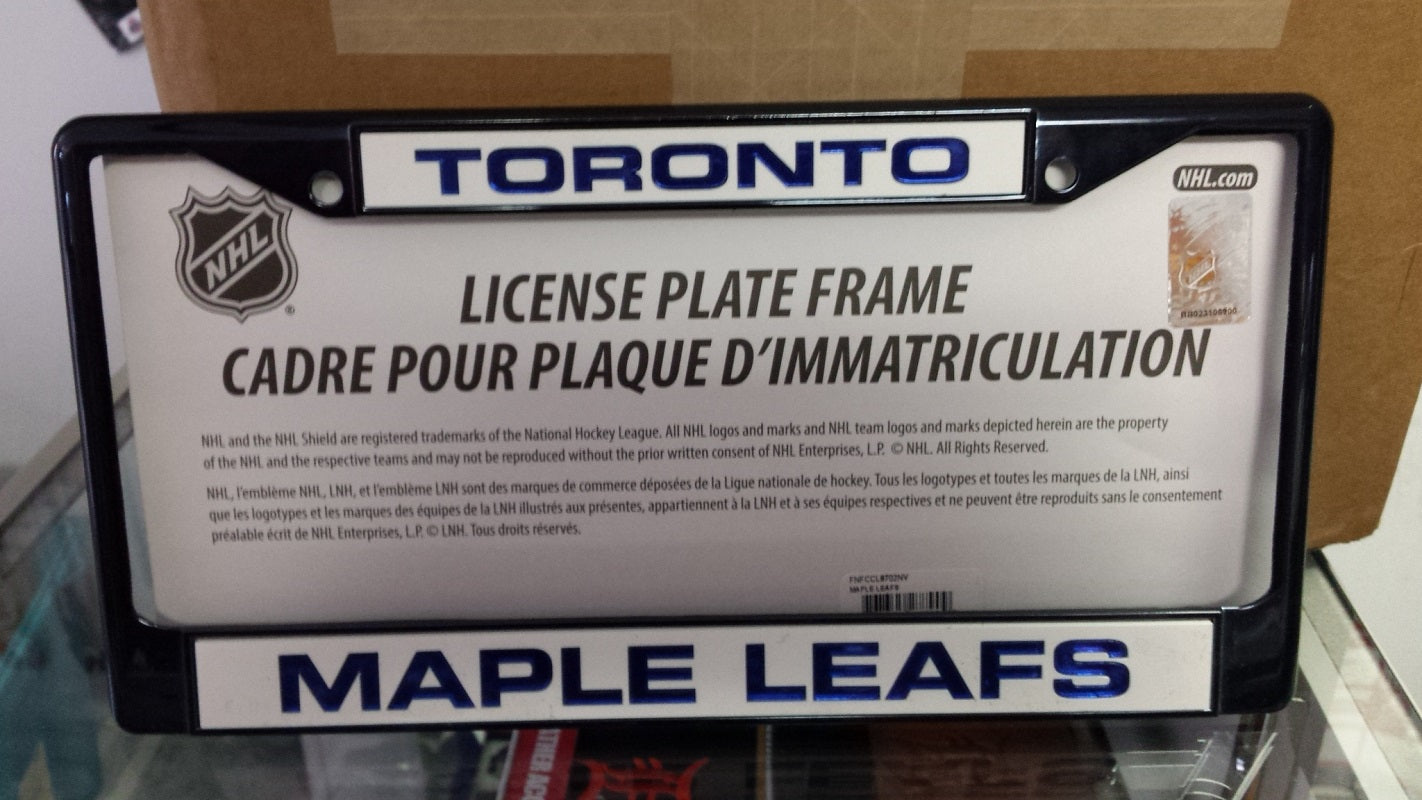 TORONTO
NHL.com
NHL
LICENSE PLATE FRAME
CADRE POUR PLAQUE D'IMMATRICULATION
NHL and the NHL Shield are registered trademarks of the National Hockey League. All NHL logos and marks and NHL team logos and marks depicted herein are the property
of the NHL and the respective teams and may not be reproduced without the prior written consent of NHL Enterprises, L.P. © NHL. All Rights Reserved.
NHL, l'emblème NHL, LNH, et l'emblème LNH sont des marques de commerce déposées de la Ligue nationale de hockey. Tous les logotypes et toutes les marques de la LNH, ainsi
que les logotypes et les marques des équipes de la LNH illustrés aux présentes, appartiennent à la LNH et à ses équipes respectives et ne peuvent être reproduits sans le consentement
préalable écrit de NHL Enterprises, L.P. © LNH. Tous droits réservés.
MAPLE LEAFS
MAPLE LEAFS